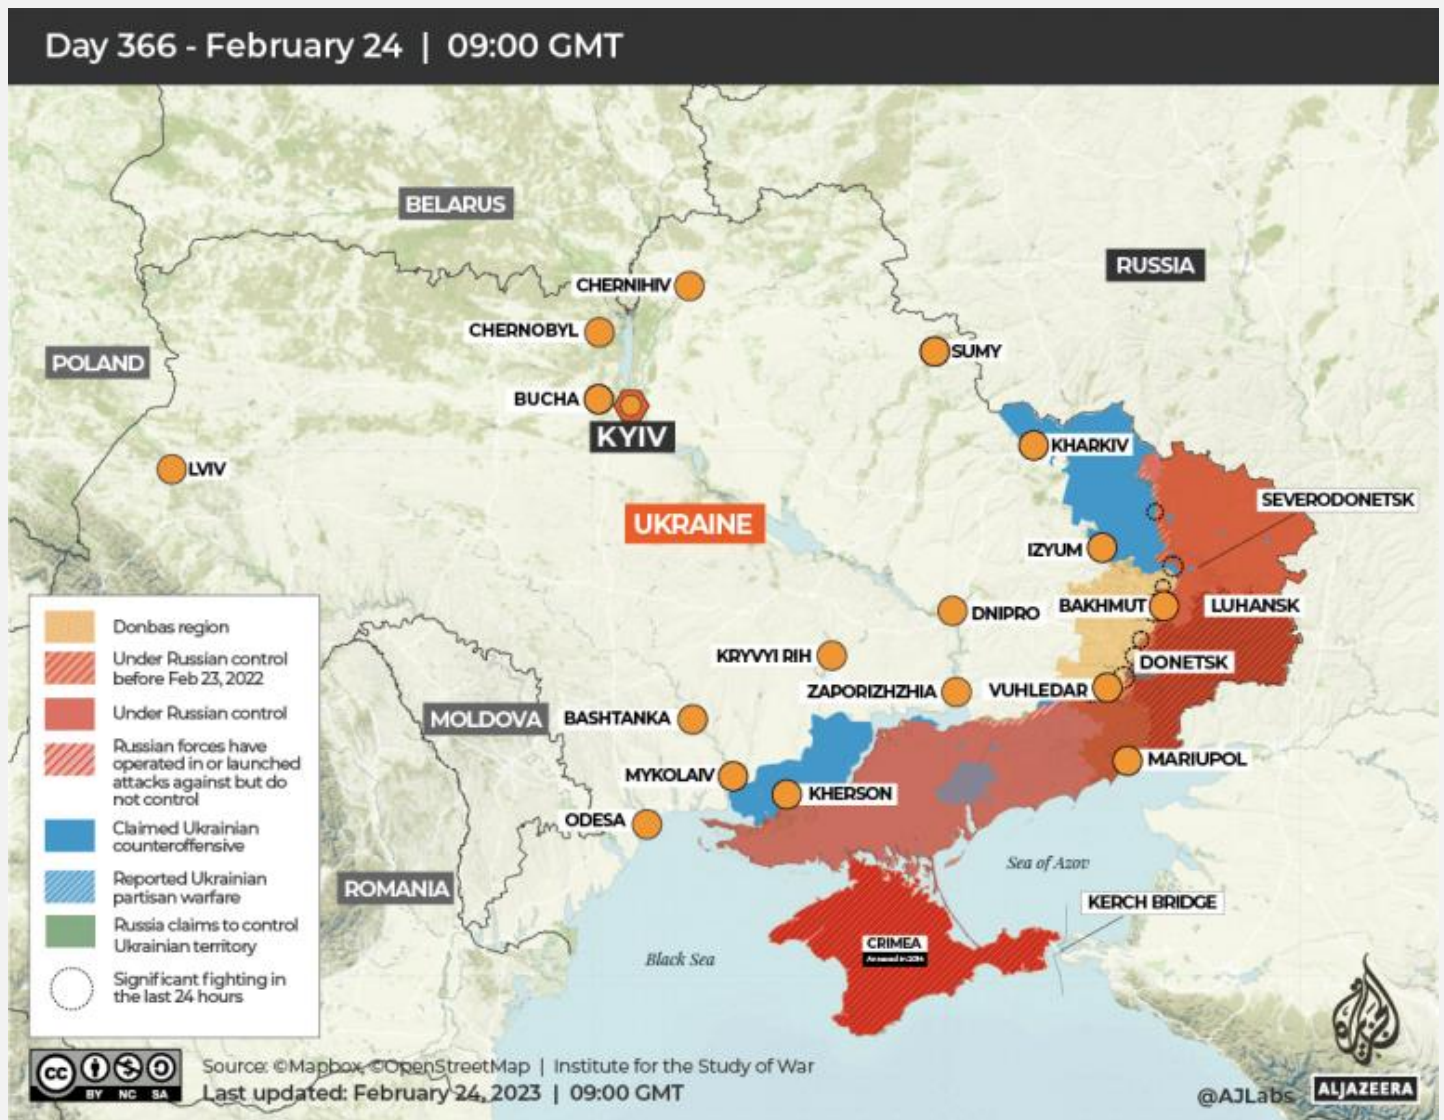 Day 366 - February 24 | 09:00 GMT
BELARUS
RUSSIA
CHERNIHIV
CHERNOBYL
SUMY
POLAND
BUCHA
KYIV
KHARKIV
LVIV
SEVERODONETSK
UKRAINE
IZYUM
BAKHMUT
LUHANSK
DNIPRO
KRYVYI RIH
DONETSK
ZAPORIZHZHIA
VUHLEDAR
MOLDOVA
BASHTANKA
MARIUPOL
MYKOLAIV
KHERSON
ODESA
Sea of Azov
ROMANIA
KERCH BRIDGE
CRIMEA
Annexed in 2014
Black Sea
Donbas region
Under Russian control
before Feb 23, 2022
Under Russian control
Russian forces have
operated in or launched
attacks against but do
not control
Claimed Ukrainian
counteroffensive
Reported Ukrainian
partisan warfare
Russia claims to control
Ukrainian territory
Significant fighting in
the last 24 hours
cc
BY NC SA
Source: ©Mapbox, ©OpenStreetMap | Institute for the Study of War
Last updated: February 24, 2023 | 09:00 GMT
@AJLabs
الجزيرة
ALJAZEERA